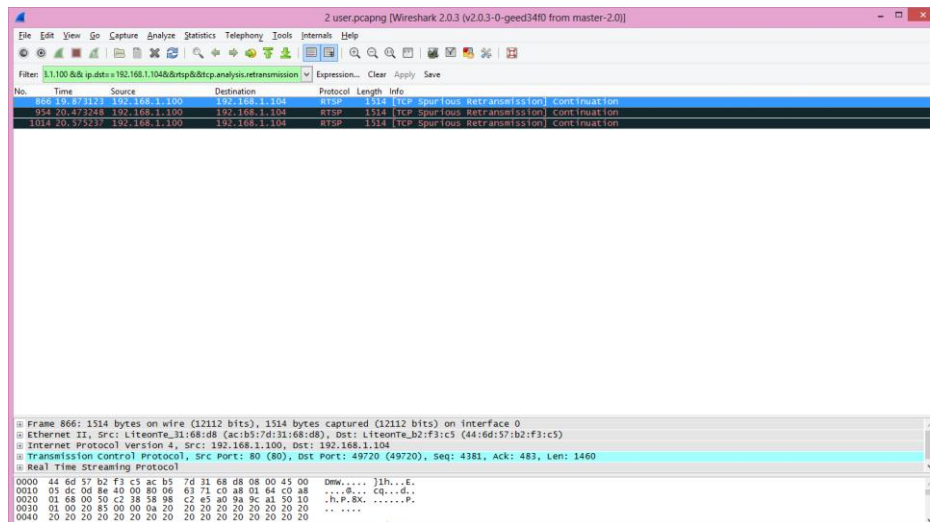 2 user.pcapng [Wireshark 2.0.3 (v2.0.3-0-geed34f0 from master-2.0)]
File Edit View Go Capture Analyze Statistics Telephony Tools Internals Help
Filter: 3.1.100 && ip.dst==192.168.1.104&&rtsp&&tcp.analysis.retransmission Expression... Clear Apply Save
No. Time Source Destination Protocol Length Info
866 19.873123 192.168.1.100 192.168.1.104 RTSP 1514 [TCP Spurious Retransmission] Continuation
954 20.473248 192.168.1.100 192.168.1.104 RTSP 1514 [TCP Spurious Retransmission] Continuation
1014 20.575237 192.168.1.100 192.168.1.104 RTSP 1514 [TCP Spurious Retransmission] Continuation
Frame 866: 1514 bytes on wire (12112 bits), 1514 bytes captured (12112 bits) on interface 0
Ethernet II, Src: LiteonTe_31:68:d8 (ac:b5:7d:31:68:d8), Dst: LiteonTe_b2:f3:c5 (44:6d:57:b2:f3:c5)
Internet Protocol Version 4, Src: 192.168.1.100, Dst: 192.168.1.104
Transmission Control Protocol, Src Port: 80 (80), Dst Port: 49720 (49720), Seq: 4381, Ack: 483, Len: 1460
Real Time Streaming Protocol
0000 44 6d 57 b2 f3 c5 ac b5 7d 31 68 d8 08 00 45 00 DmW..... }1h...E.
0010 05 dc 0d 8e 40 00 80 06 63 71 c0 a8 01 64 c0 a8 ....@... cq...d..
0020 01 68 00 50 c2 38 58 98 c2 e5 a0 9a 9c a1 50 10 .h.P.8X. ......P.
0030 01 00 20 85 00 00 0a 20 20 20 20 20 20 20 20 20 .. ....
0040 20 20 20 20 20 20 20 20 20 20 20 20 20 20 20 20